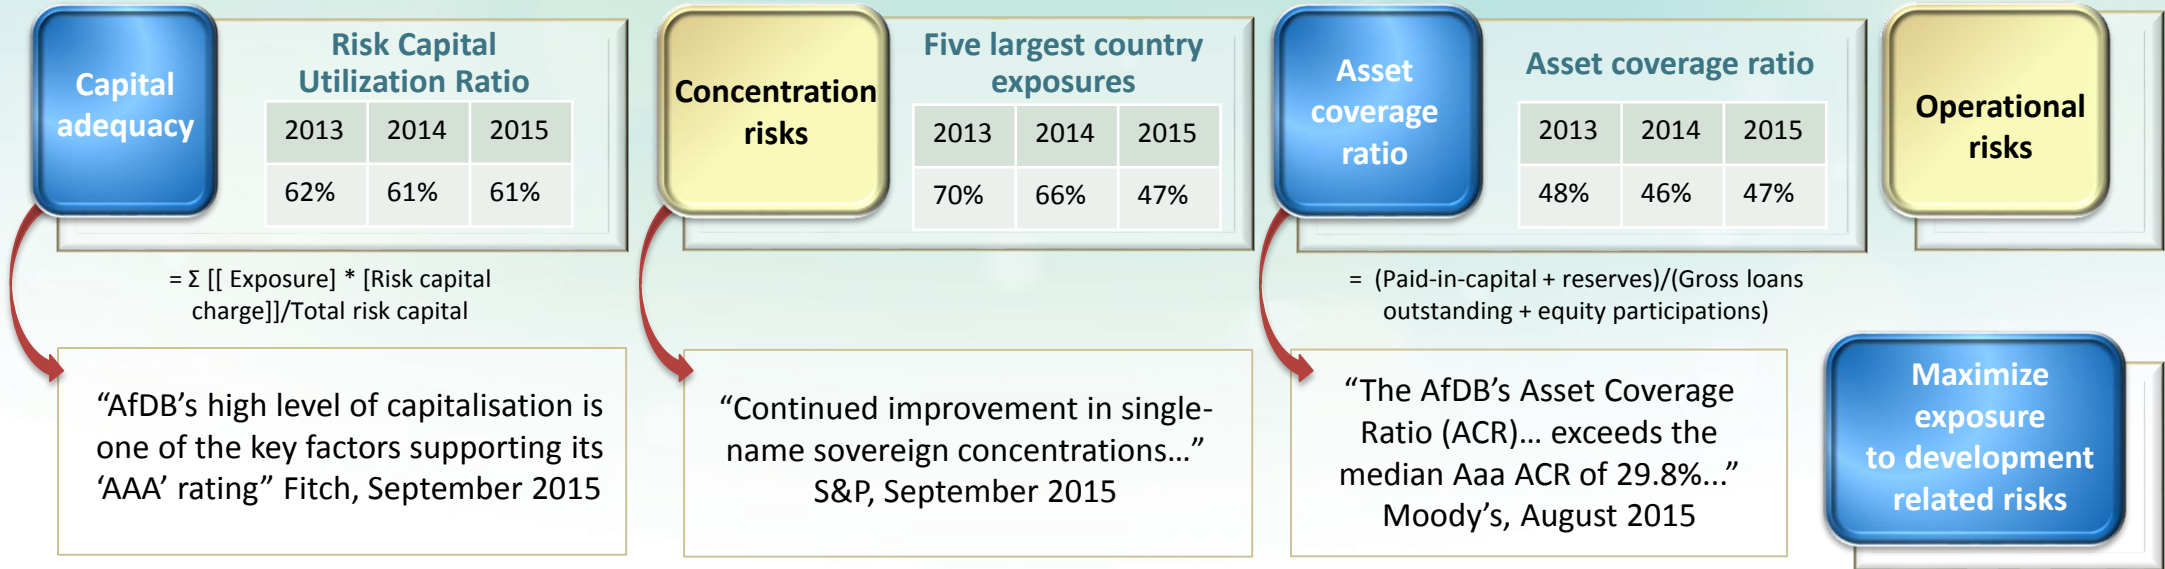 Capital
adequacy
Risk Capital
Utilization Ratio
2013 2014 2015
62% 61% 61%
= Σ [[ Exposure] * [Risk capital
charge]]/Total risk capital
“AfDB’s high level of capitalisation is
one of the key factors supporting its
‘AAA’ rating” Fitch, September 2015
Concentration
risks
Five largest country
exposures
2013 2014 2015
70% 66% 47%
“Continued improvement in single-
name sovereign concentrations…”
S&P, September 2015
Asset
coverage
ratio
Asset coverage ratio
2013 2014 2015
48% 46% 47%
= (Paid-in-capital + reserves)/(Gross loans
outstanding + equity participations)
“The AfDB’s Asset Coverage
Ratio (ACR)… exceeds the
median Aaa ACR of 29.8%...”
Moody’s, August 2015
Operational
risks
Maximize
exposure
to development
related risks